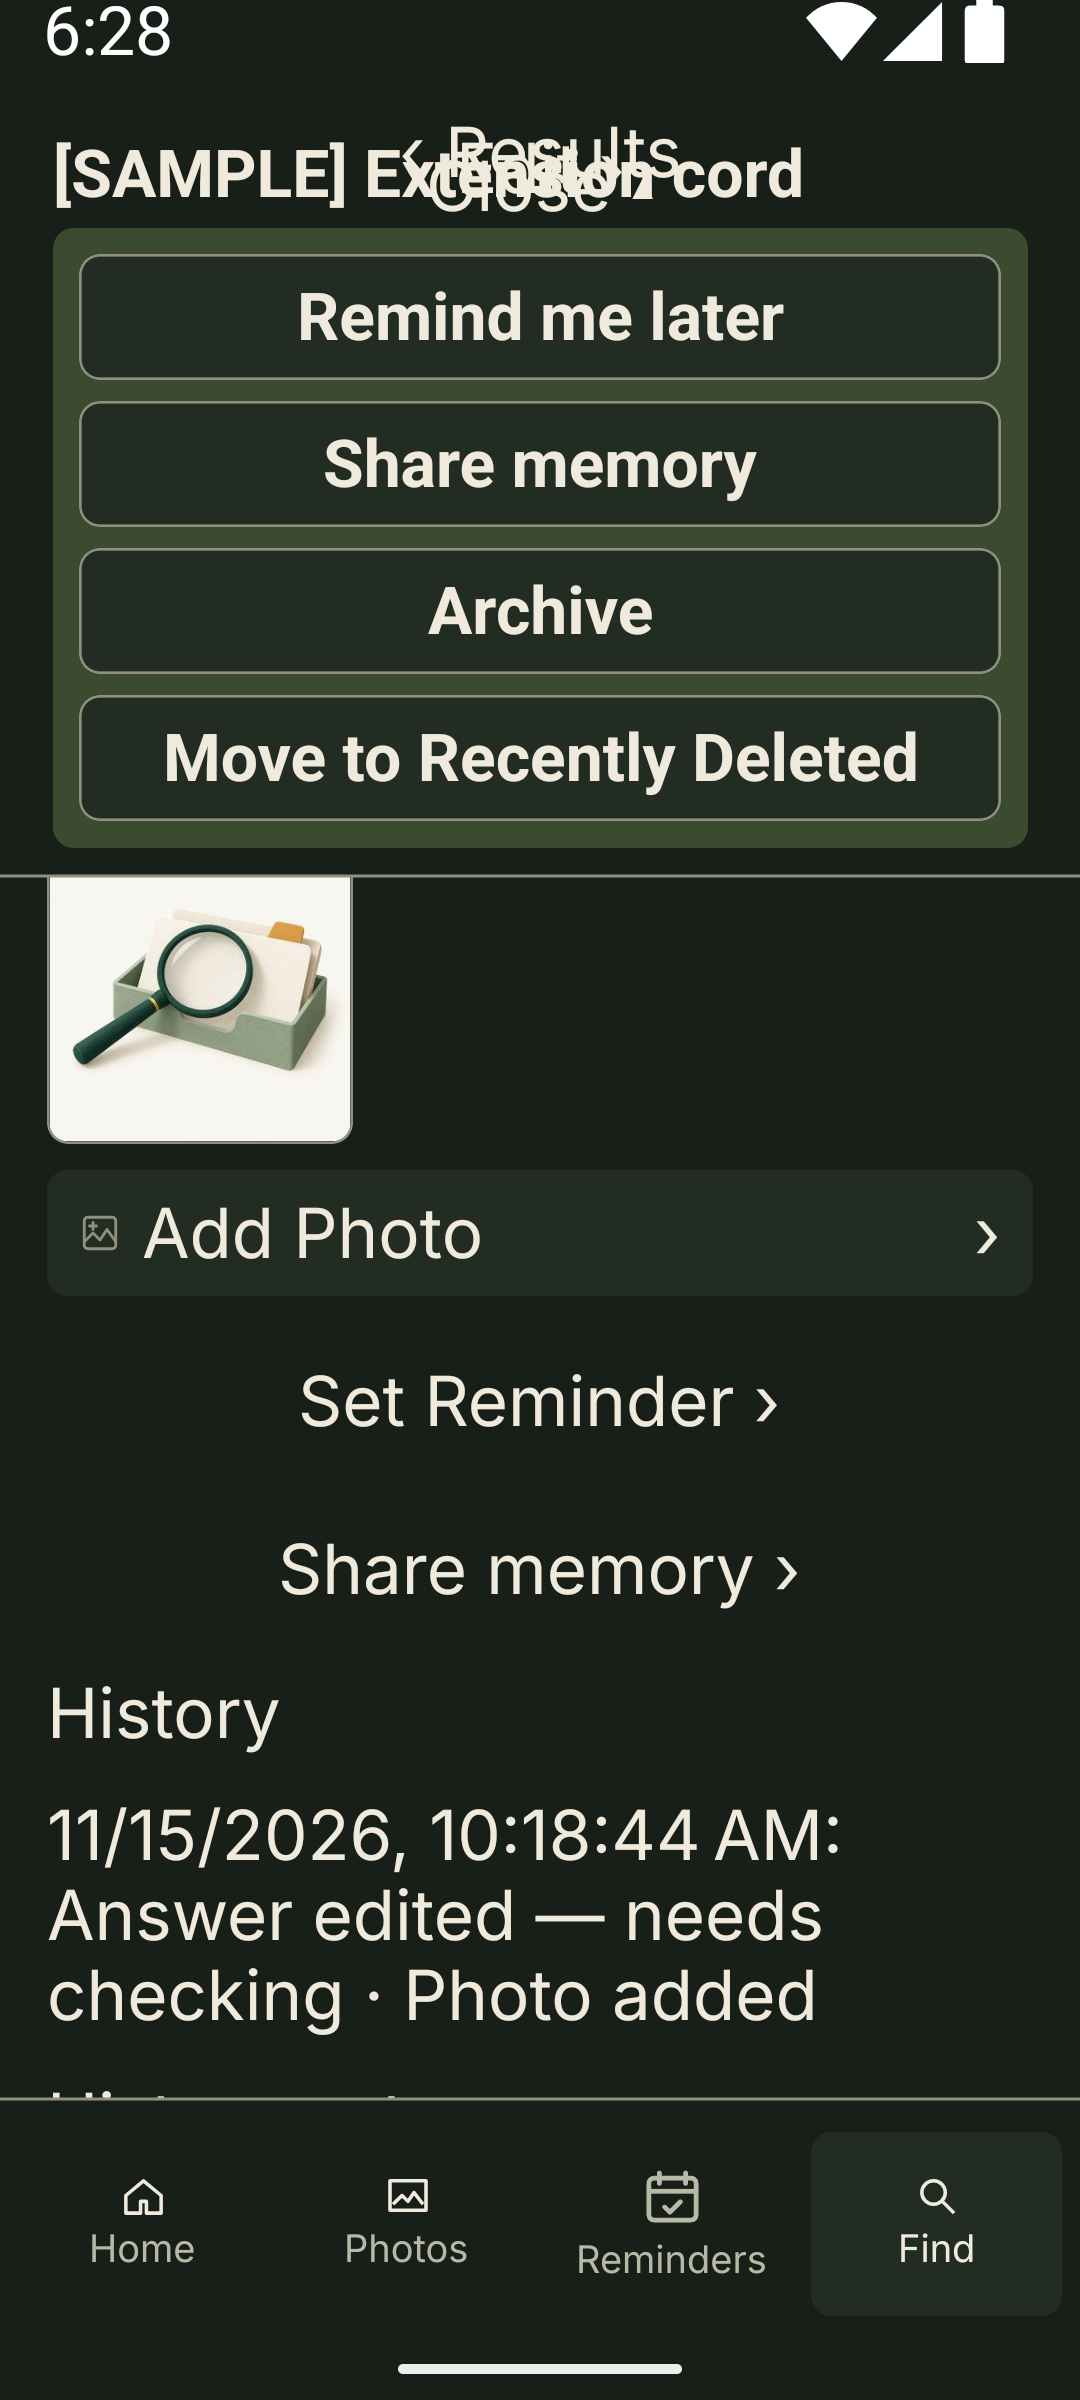 6:28
‹ Results
[SAMPLE] Extension cord
Close
Remind me later
Share memory
Archive
Move to Recently Deleted
Add Photo ›
Set Reminder ›
Share memory ›
History
11/15/2026, 10:18:44 AM:
Answer edited — needs
checking · Photo added
Home
Photos
Reminders
Find